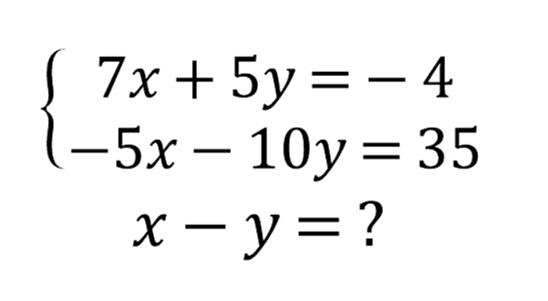 7x + 5y = − 4
−5x − 10y = 35
x − y = ?